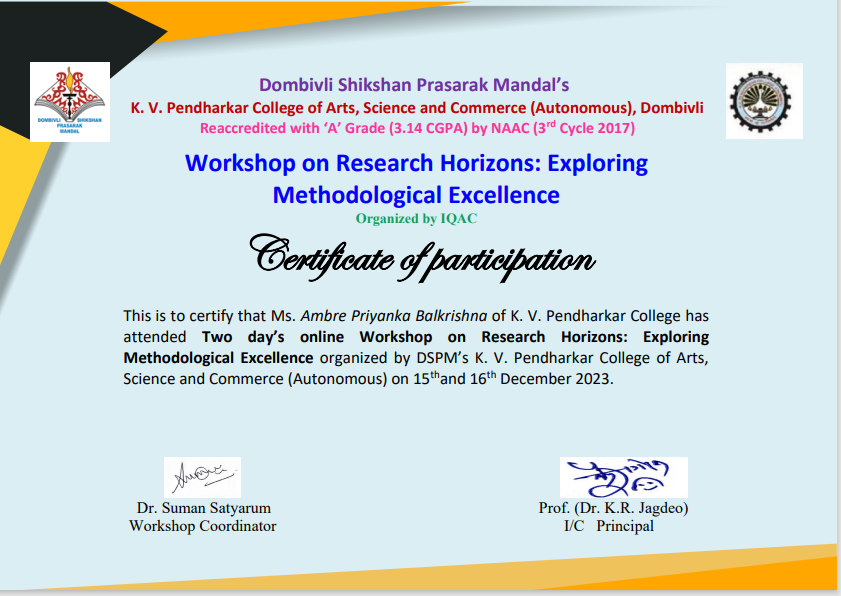 Dombivli Shikshan Prasarak Mandal’s
K. V. Pendharkar College of Arts, Science and Commerce (Autonomous), Dombivli
Reaccredited with ‘A’ Grade (3.14 CGPA) by NAAC (3rd Cycle 2017)
DOMBIVLI SHIKSHAN
PRASARAK
MANDAL
Workshop on Research Horizons: Exploring
Methodological Excellence
Organized by IQAC
Certificate of participation
This is to certify that Ms. Ambre Priyanka Balkrishna of K. V. Pendharkar College has
attended Two day’s online Workshop on Research Horizons: Exploring
Methodological Excellence organized by DSPM’s K. V. Pendharkar College of Arts,
Science and Commerce (Autonomous) on 15thand 16th December 2023.
Dr. Suman Satyarum
Workshop Coordinator
Prof. (Dr. K.R. Jagdeo)
I/C Principal